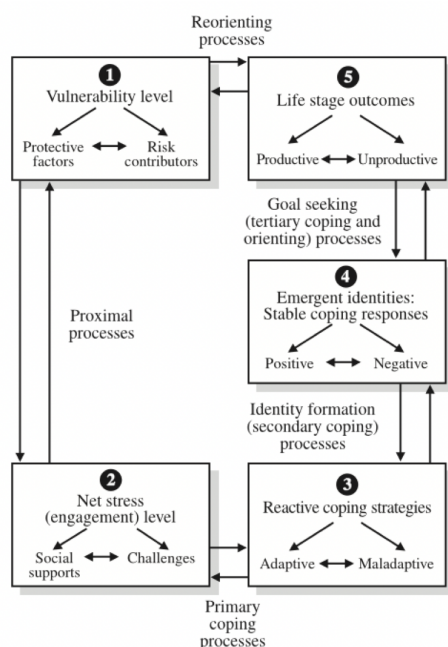 Reorienting
processes
1
Vulnerability level
Protective
factors
Risk
contributors
5
Life stage outcomes
Productive
Unproductive
Goal seeking
(tertiary coping and
orienting) processes
4
Emergent identities:
Stable coping responses
Positive
Negative
Proximal
processes
Identity formation
(secondary coping)
processes
2
Net stress
(engagement) level
Social
supports
Challenges
3
Reactive coping strategies
Adaptive
Maladaptive
Primary
coping
processes